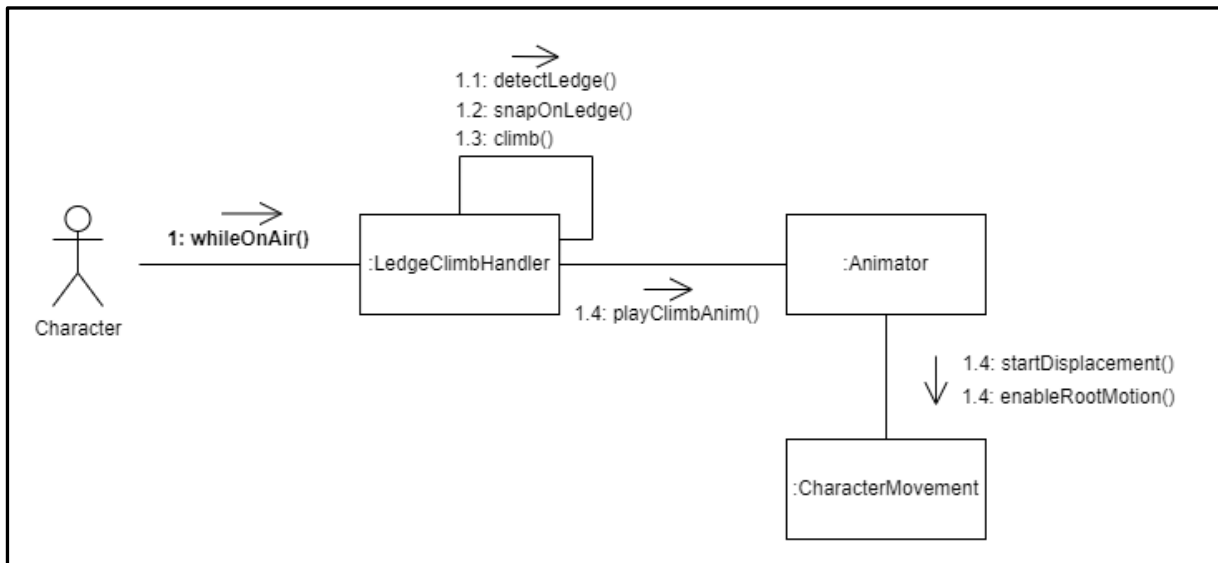 1.1: detectLedge()
1.2: snapOnLedge()
1.3: climb()
1: whileOnAir()
:LedgeClimbHandler
:Animator
1.4: playClimbAnim()
Character
1.4: startDisplacement()
1.4: enableRootMotion()
:CharacterMovement